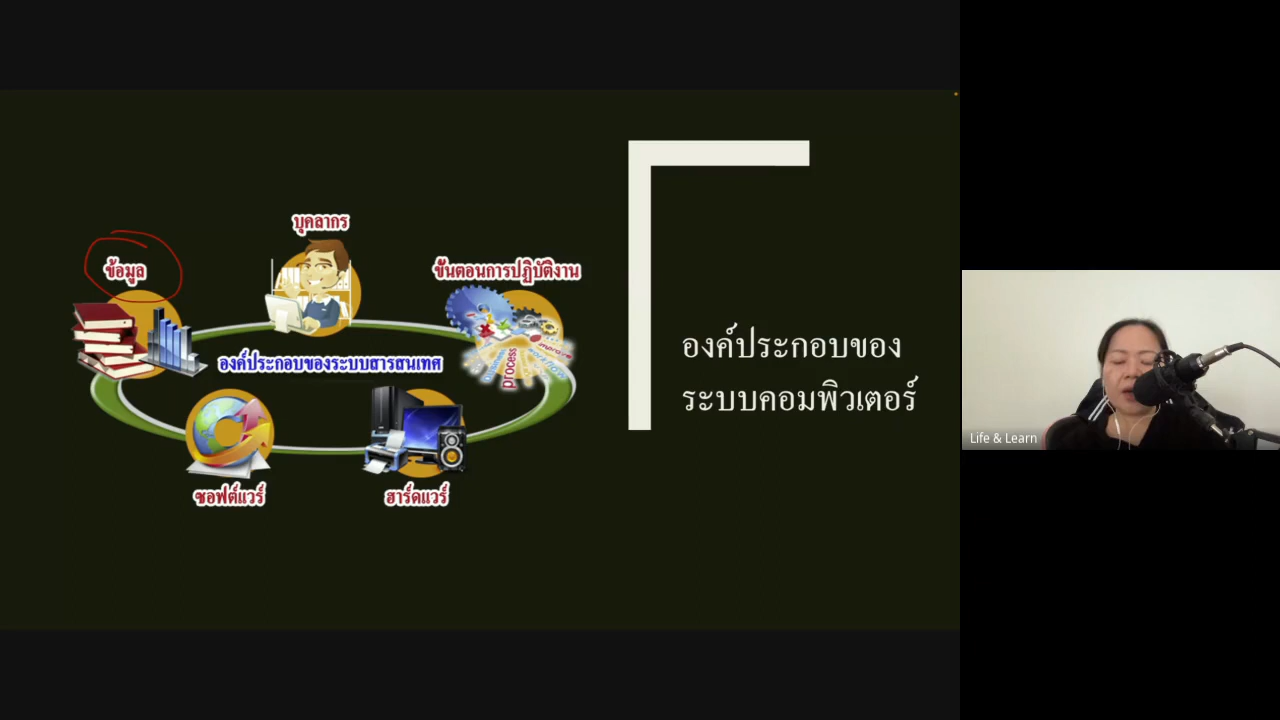 บุคลากร
ข้อมูล
ขั้นตอนการปฏิบัติงาน
องค์ประกอบของระบบสารสนเทศ
process
improve
ซอฟต์แวร์
ฮาร์ดแวร์
องค์ประกอบของ
ระบบคอมพิวเตอร์
Life & Learn